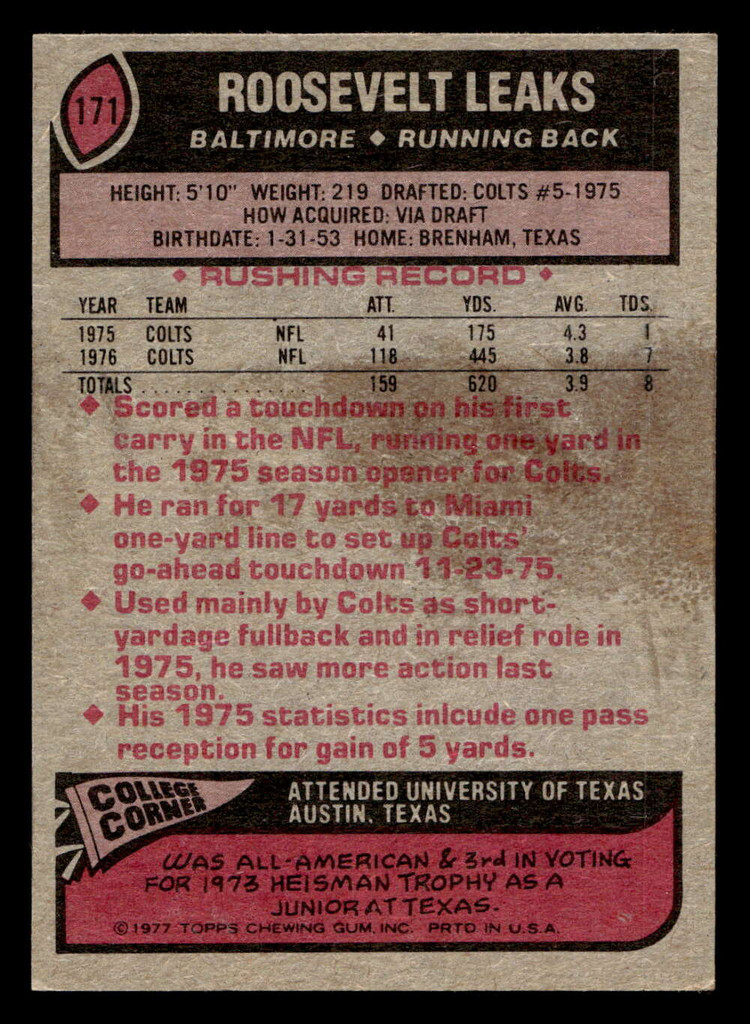 171
ROOSEVELT LEAKS
BALTIMORE ◆ RUNNING BACK
HEIGHT: 5'10" WEIGHT: 219 DRAFTED: COLTS #5-1975
HOW ACQUIRED: VIA DRAFT
BIRTHDATE: 1-31-53 HOME: BRENHAM, TEXAS
◆ RUSHING RECORD ◆
YEAR TEAM ATT. YDS. AVG. TDS.
1975 COLTS NFL 41 175 4.3 1
1976 COLTS NFL 118 445 3.8 7
TOTALS . . . . . . . . . . . . . . . 159 620 3.9 8
◆ Scored a touchdown on his first
carry in the NFL, running one yard in
the 1975 season opener for Colts.
◆ He ran for 17 yards to Miami
one-yard line to set up Colts'
go-ahead touchdown 11-23-75.
◆ Used mainly by Colts as short-
yardage fullback and in relief role in
1975, he saw more action last
season.
◆ His 1975 statistics inlcude one pass
reception for gain of 5 yards.
COLLEGE
CORNER
ATTENDED UNIVERSITY OF TEXAS
AUSTIN, TEXAS
WAS ALL-AMERICAN & 3rd IN VOTING
FOR 1973 HEISMAN TROPHY AS A
JUNIOR AT TEXAS.
© 1977 TOPPS CHEWING GUM, INC. PRTD IN U.S.A.